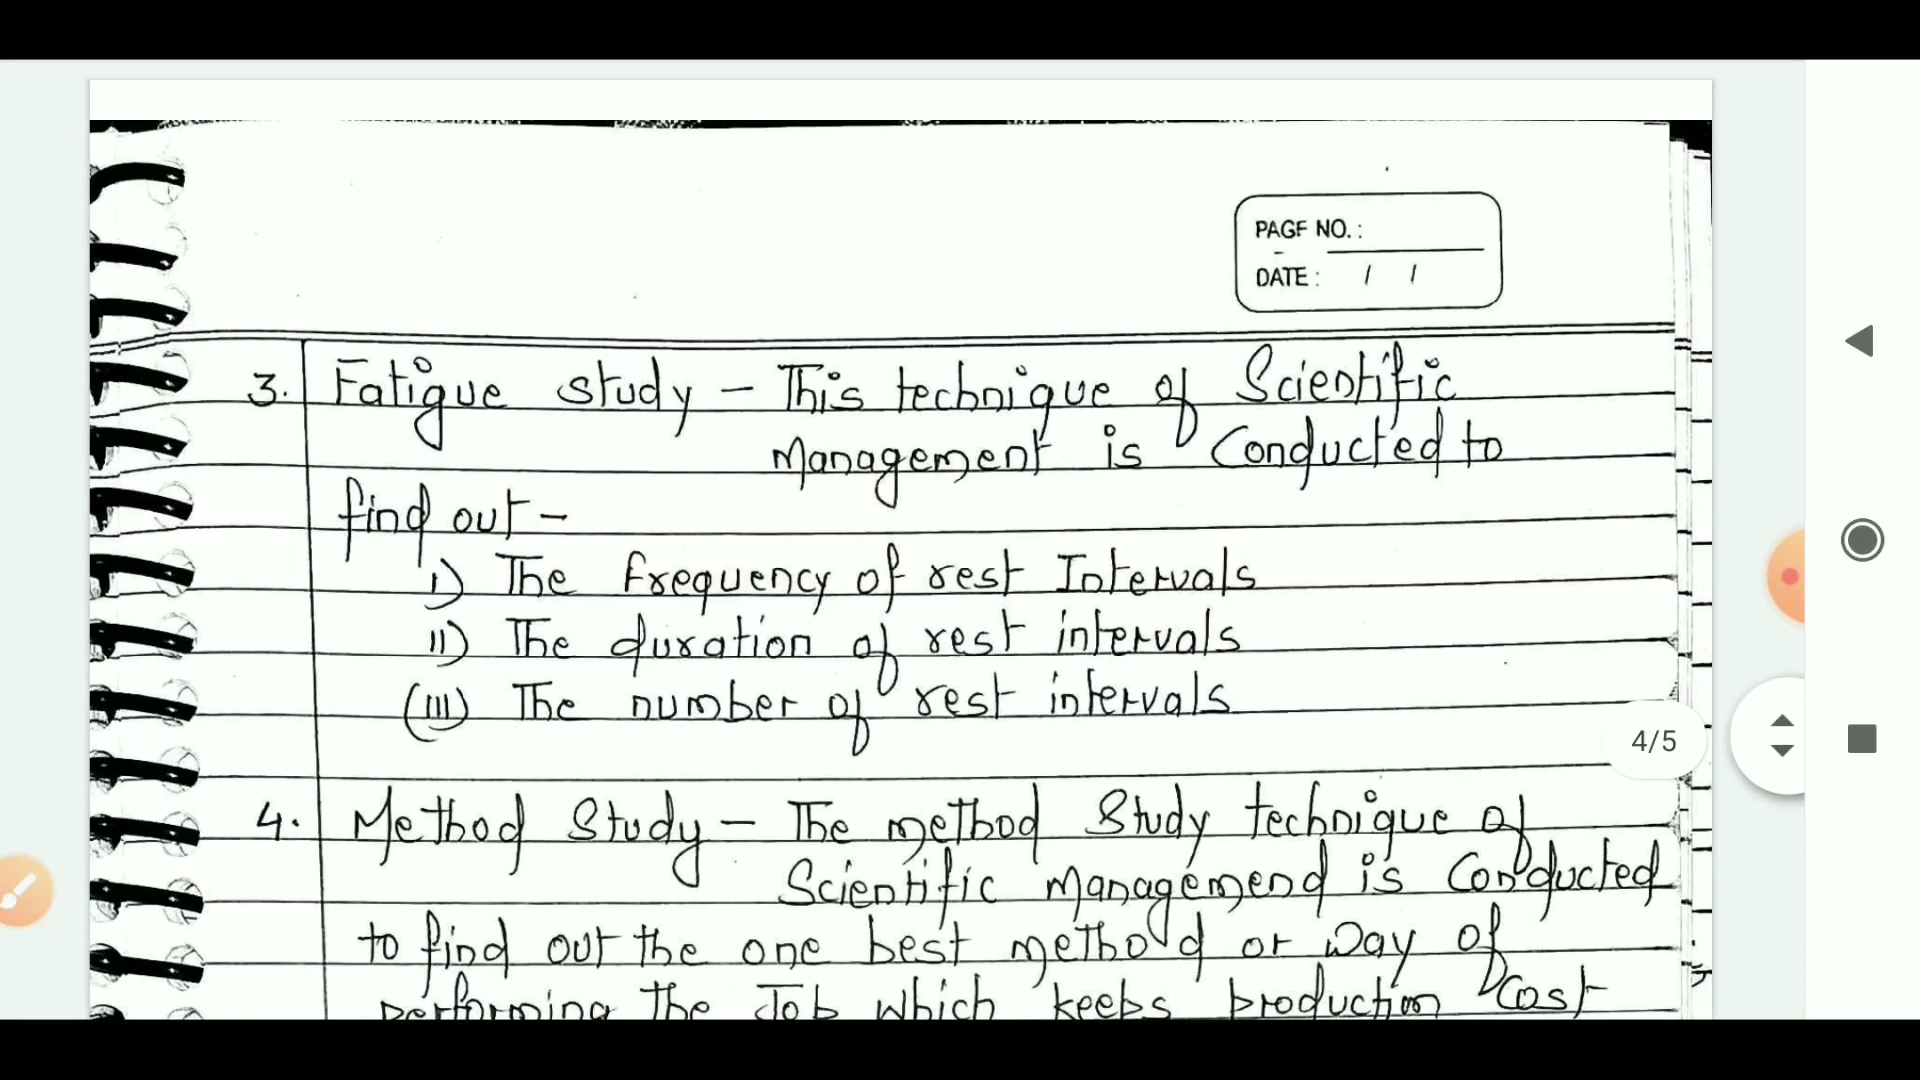 PAGE NO.:
DATE: / /
3. Fatigue study - This technique of Scientific
Management is Conducted to
find out -
i) The frequency of rest Intervals
ii) The duration of rest intervals
(iii) The number of rest intervals
4/5
4. Method Study - The method Study technique of
Scientific managemend is Conducted
to find out the one best method or way of
performing the Job which keeps production Cost